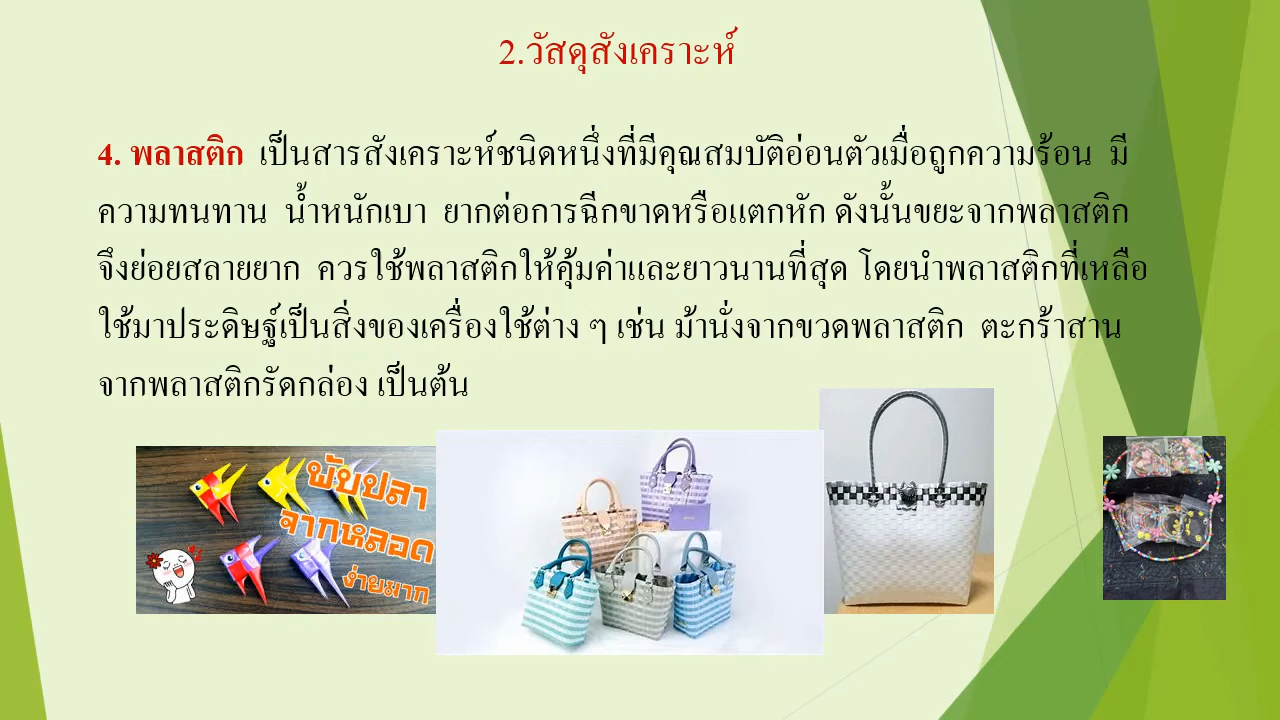 2.วัสดุสังเคราะห์
4. พลาสติก เป็นสารสังเคราะห์ชนิดหนึ่งที่มีคุณสมบัติอ่อนตัวเมื่อถูกความร้อน มี
ความทนทาน น้ำหนักเบา ยากต่อการฉีกขาดหรือแตกหัก ดังนั้นขยะจากพลาสติก
จึงย่อยสลายยาก ควรใช้พลาสติกให้คุ้มค่าและยาวนานที่สุด โดยนำพลาสติกที่เหลือ
ใช้มาประดิษฐ์เป็นสิ่งของเครื่องใช้ต่าง ๆ เช่น ม้านั่งจากขวดพลาสติก ตะกร้าสาน
จากพลาสติกรัดกล่อง เป็นต้น
พับปลา
จากหลอด
ง่ายมาก